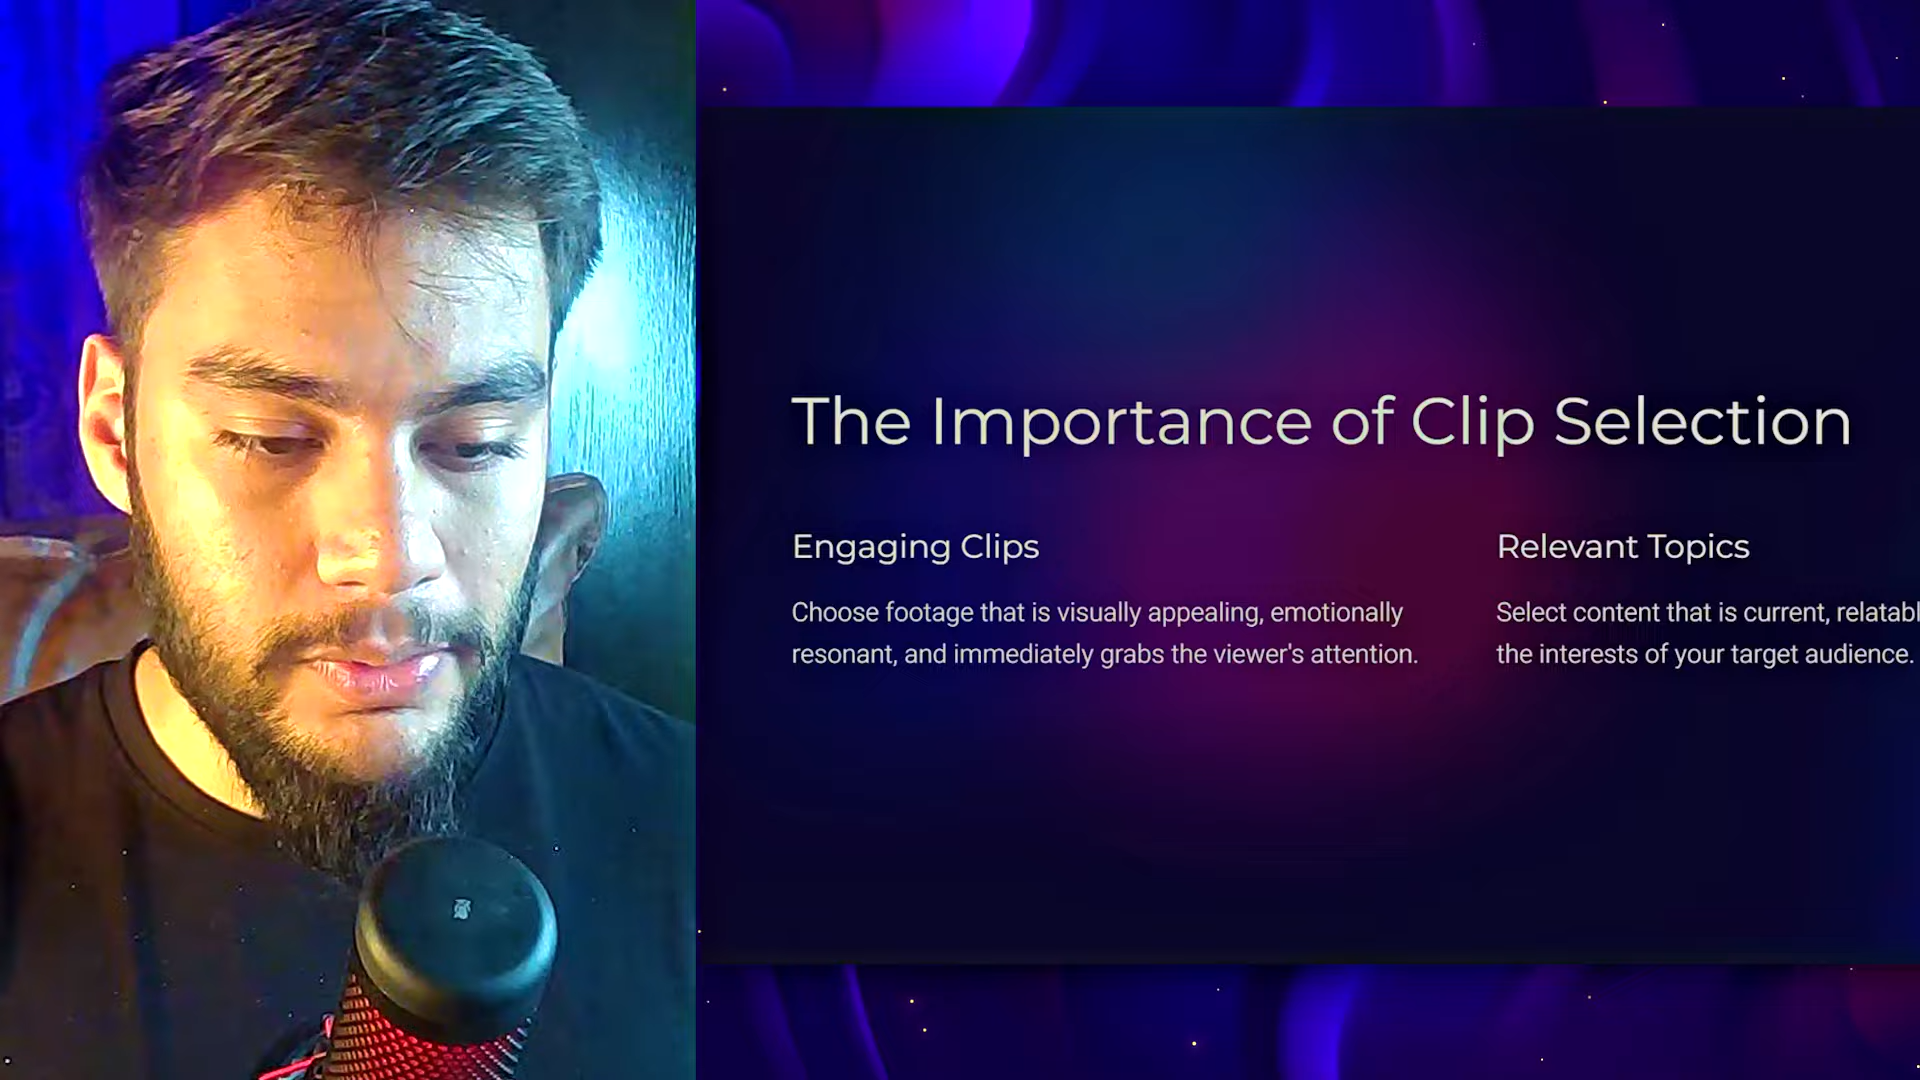 The Importance of Clip Selection
Engaging Clips
Choose footage that is visually appealing, emotionally
resonant, and immediately grabs the viewer's attention.
Relevant Topics
Select content that is current,
the interests of your target audience.